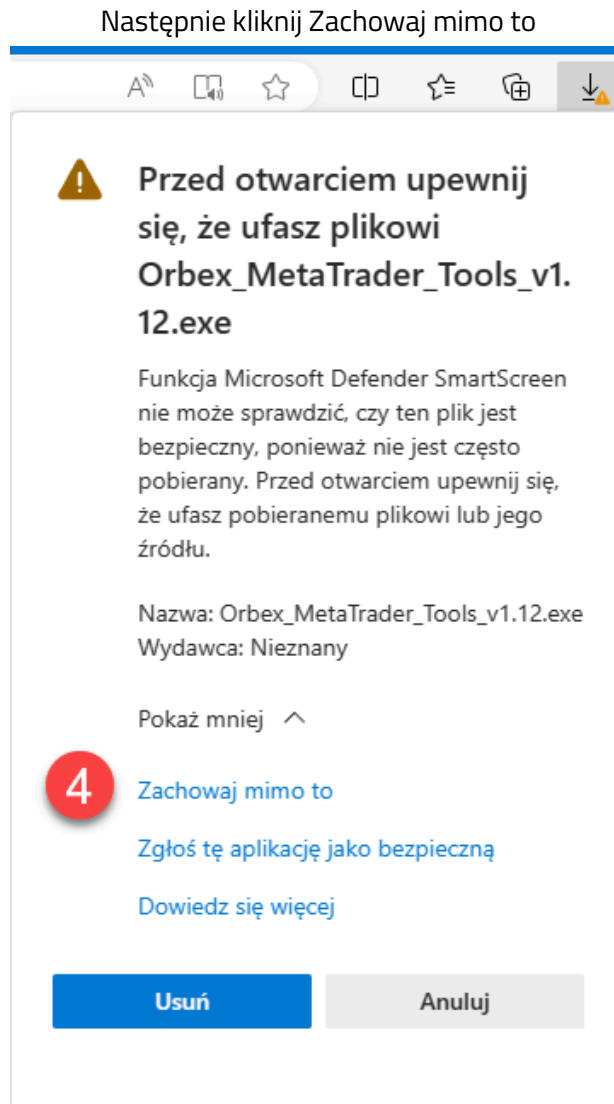 Następnie kliknij Zachowaj mimo to
Przed otwarciem upewnij
się, że ufasz plikowi
Orbex_MetaTrader_Tools_v1.
12.exe
Funkcja Microsoft Defender SmartScreen
nie może sprawdzić, czy ten plik jest
bezpieczny, ponieważ nie jest często
pobierany. Przed otwarciem upewnij się,
że ufasz pobieranemu plikowi lub jego
źródłu.
Nazwa: Orbex_MetaTrader_Tools_v1.12.exe
Wydawca: Nieznany
Pokaż mniej
4 Zachowaj mimo to
Zgłoś tę aplikację jako bezpieczną
Dowiedz się więcej
Usuń Anuluj